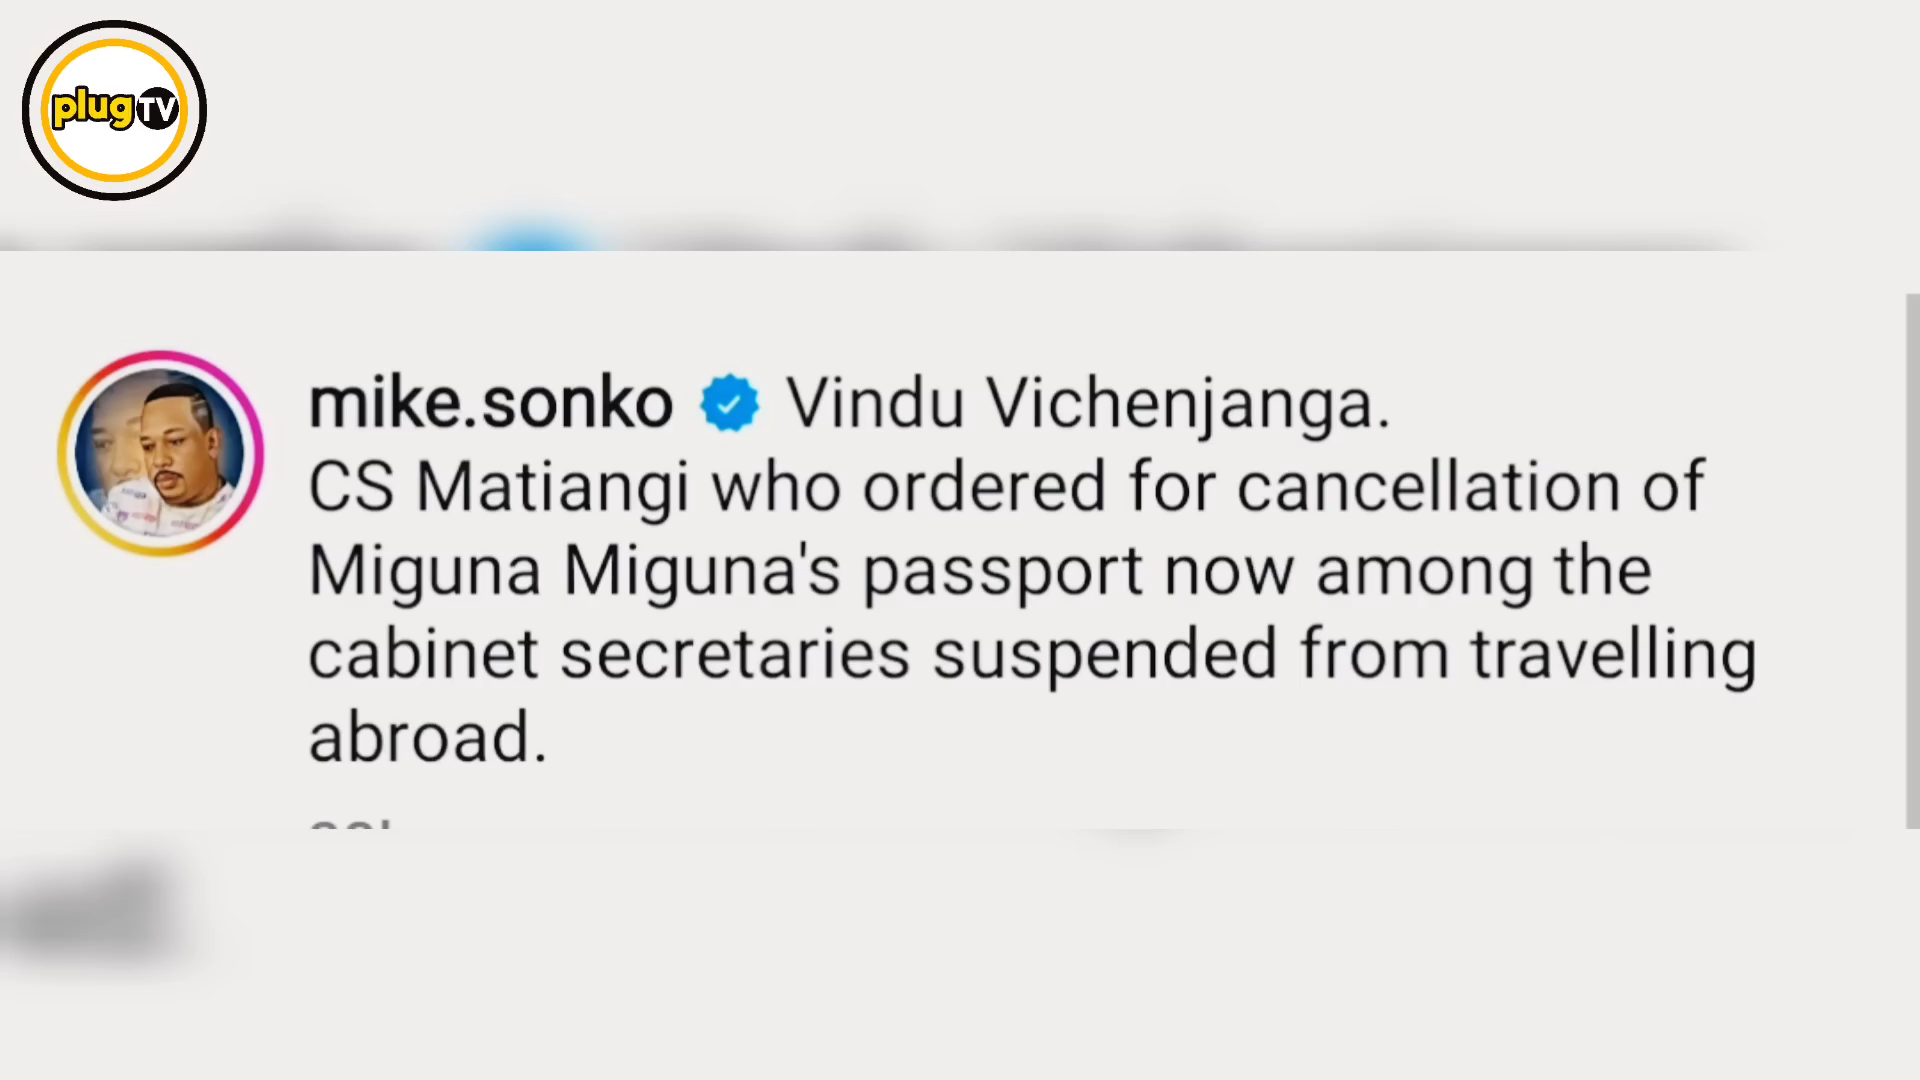 plug TV
mike.sonko Vindu Vichenjanga.
CS Matiangi who ordered for cancellation of
Miguna Miguna's passport now among the
cabinet secretaries suspended from travelling
abroad.